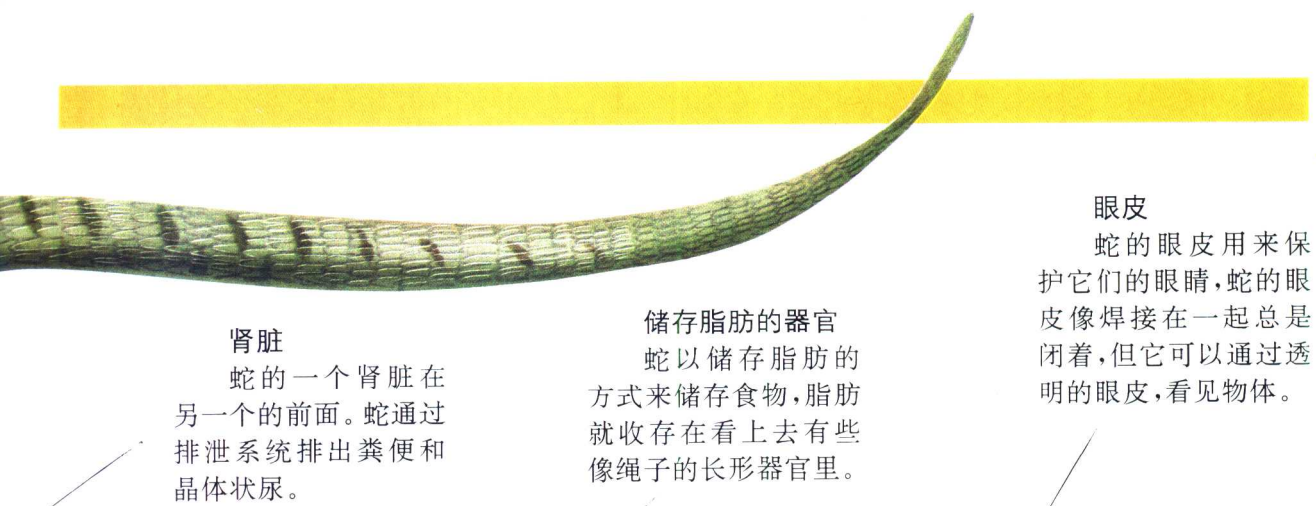 肾脏
蛇的一个肾脏在
另一个的前面。蛇通过
排泄系统排出粪便和
晶体状尿。
储存脂肪的器官
蛇以储存脂肪的
方式来储存食物,脂肪
就收存在看上去有些
像绳子的长形器官里。
眼皮
蛇的眼皮用来保
护它们的眼睛,蛇的眼
皮像焊接在一起总是
闭着,但它可以通过透
明的眼皮,看见物体。